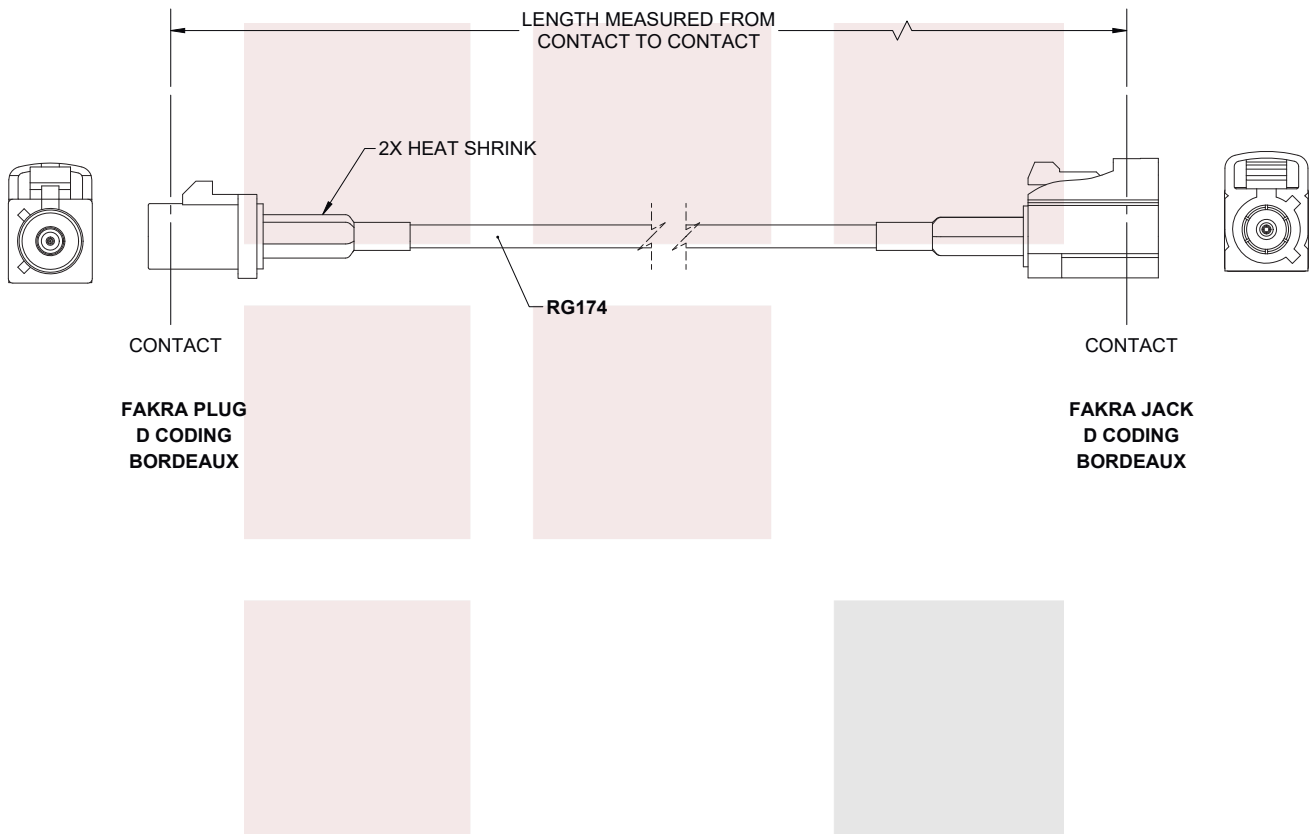 LENGTH MEASURED FROM
CONTACT TO CONTACT
2X HEAT SHRINK
RG174
CONTACT
CONTACT
FAKRA PLUG
D CODING
BORDEAUX
FAKRA JACK
D CODING
BORDEAUX